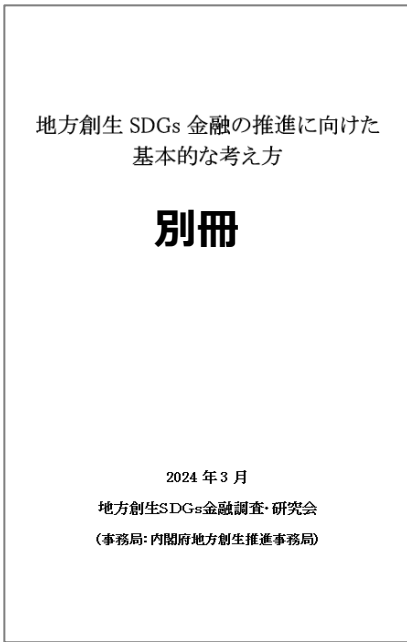 地方創生 SDGs 金融の推進に向けた
基本的な考え方
別冊
2024 年 3 月
地方創生SDGs金融調査・研究会
(事務局：内閣府地方創生推進事務局)